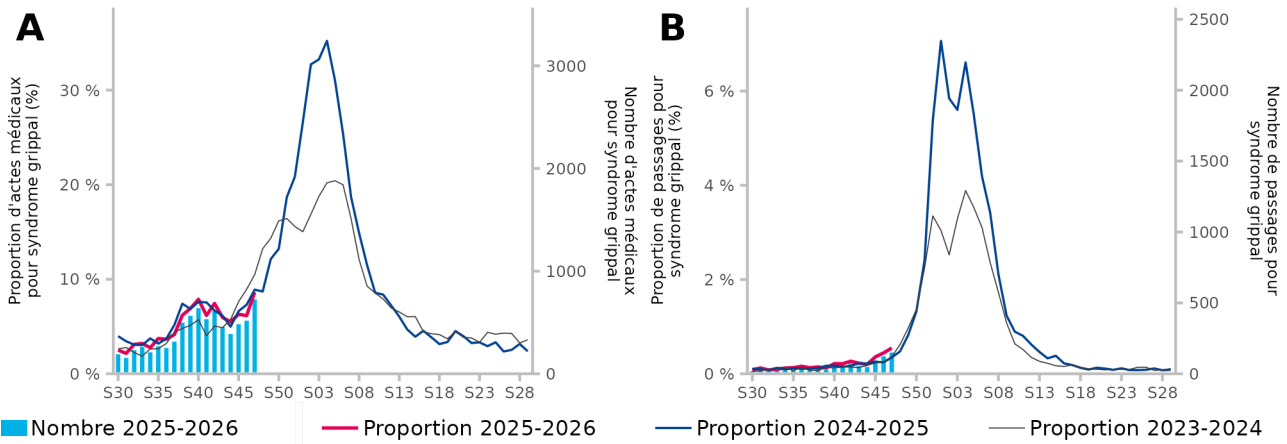 A
Proportion d'actes médicaux
pour syndrome grippal (%)
30 %
20 %
10 %
0 %
3000
2000
1000
0
Nombre d'actes médicaux
pour syndrome grippal
S30 S35 S40 S45 S50 S03 S08 S13 S18 S23 S28
B
Proportion de passages pour
syndrome grippal (%)
6 %
4 %
2 %
0 %
2500
2000
1500
1000
500
0
Nombre de passages pour
syndrome grippal
S30 S35 S40 S45 S50 S03 S08 S13 S18 S23 S28
Nombre 2025-2026 Proportion 2025-2026 Proportion 2024-2025 Proportion 2023-2024